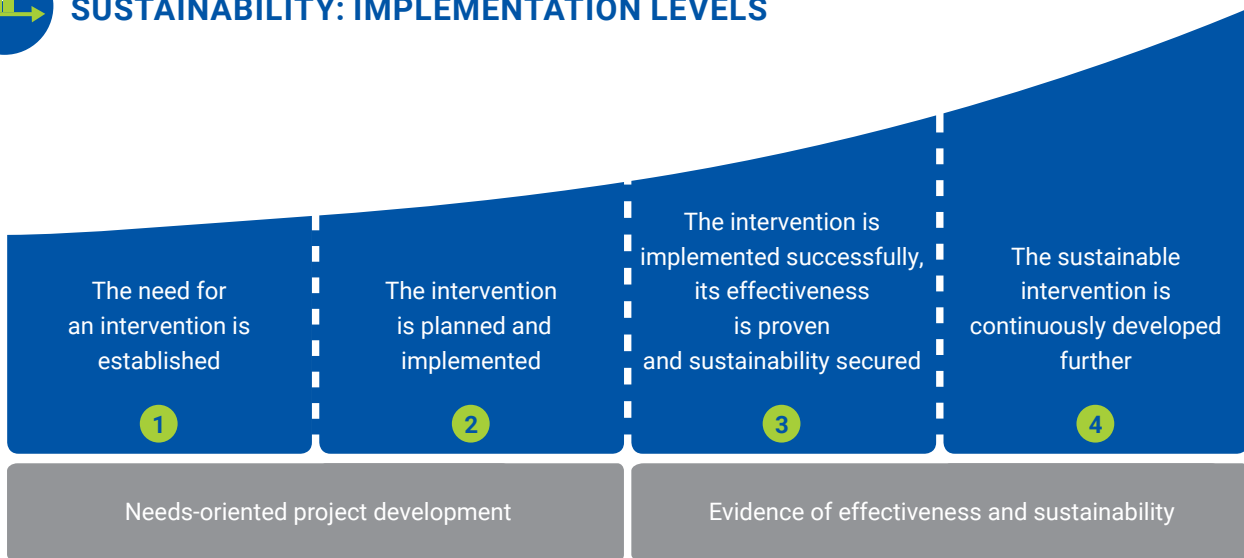 SUSTAINABILITY: IMPLEMENTATION LEVELS
The need for
an intervention is
established
1
The intervention
is planned and
implemented
2
The intervention is
implemented successfully,
its effectiveness
is proven
and sustainability secured
3
The sustainable
intervention is
continuously developed
further
4
Needs-oriented project development
Evidence of effectiveness and sustainability